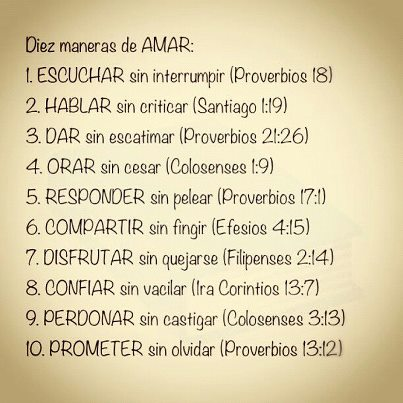 Diez maneras de AMAR:
1. ESCUCHAR sin interrumpir (Proverbios 18)
2. HABLAR sin criticar (Santiago 1:19)
3. DAR sin escatimar (Proverbios 21:26)
4. ORAR sin cesar (Colosenses 1:9)
5. RESPONDER sin pelear (Proverbios 17:1)
6. COMPARTIR sin fingir (Efesios 4:15)
7. DISFRUTAR sin quejarse (Filipenses 2:14)
8. CONFIAR sin vacilar (1ra Corintios 13:7)
9. PERDONAR sin castigar (Colosenses 3:13)
10. PROMETER sin olvidar (Proverbios 13:12)